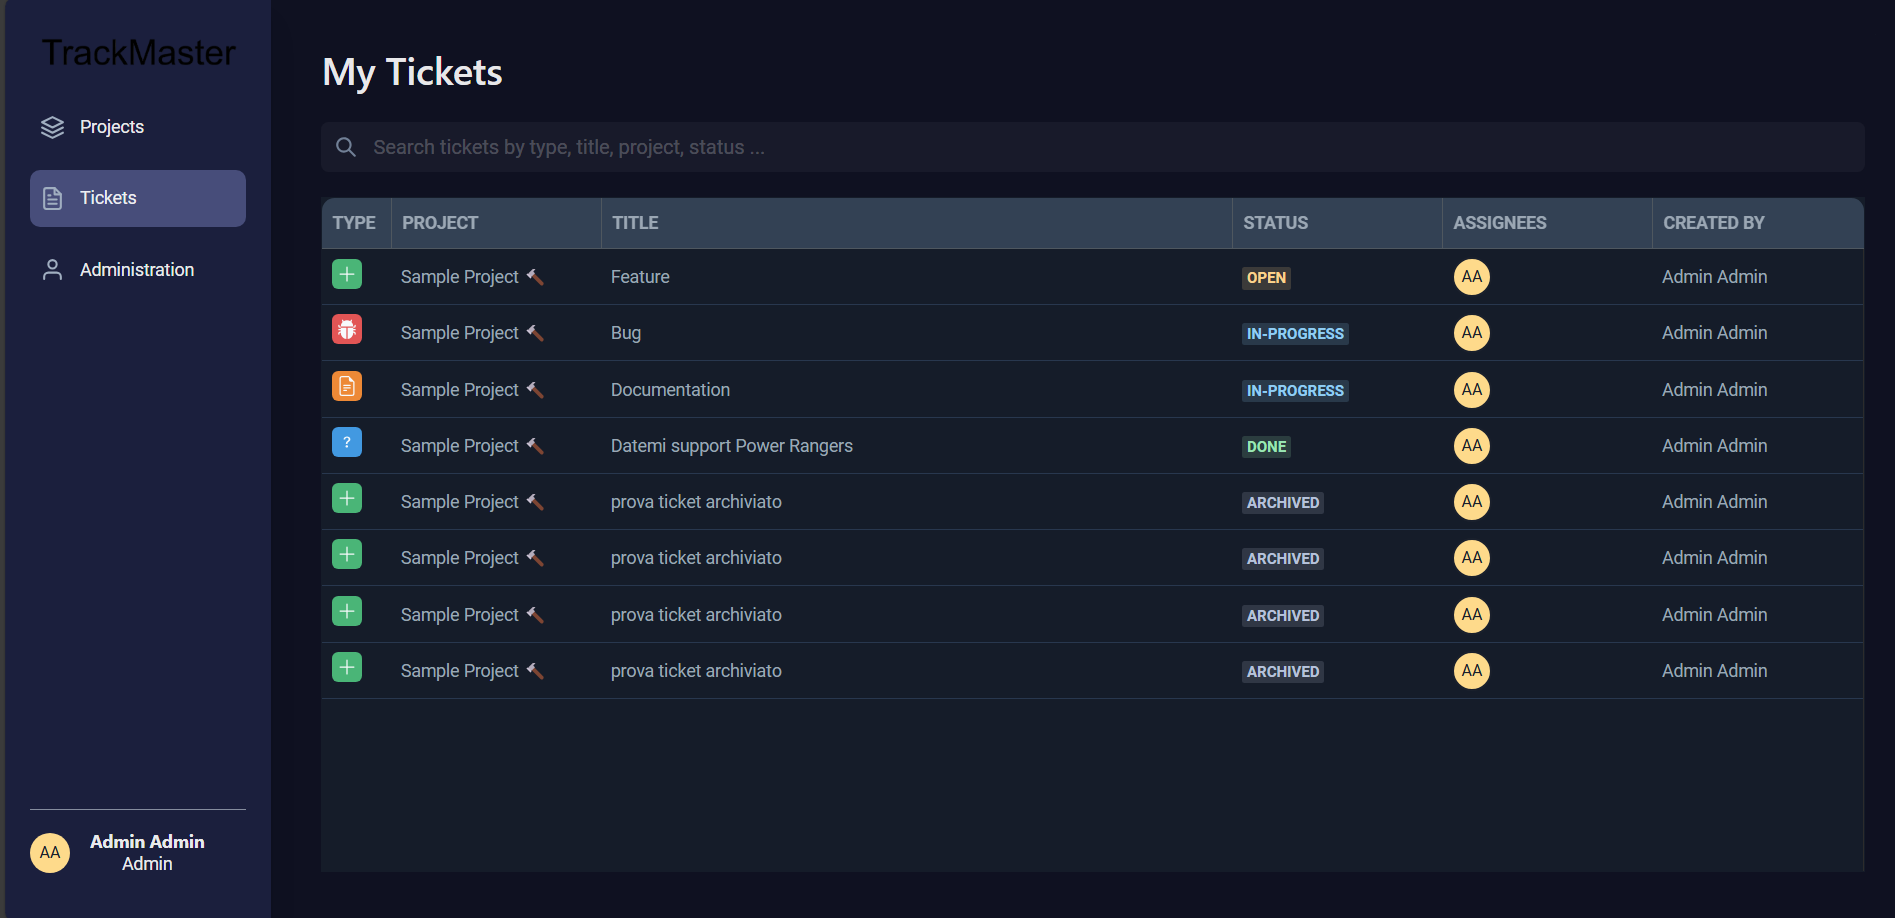 TrackMaster
Projects
Tickets
Administration
AA
Admin Admin
Admin
My Tickets
Search tickets by type, title, project, status ...
TYPE PROJECT TITLE STATUS ASSIGNEES CREATED BY
Sample Project Feature OPEN AA Admin Admin
Sample Project Bug IN-PROGRESS AA Admin Admin
Sample Project Documentation IN-PROGRESS AA Admin Admin
? Sample Project Datemi support Power Rangers DONE AA Admin Admin
Sample Project prova ticket archiviato ARCHIVED AA Admin Admin
Sample Project prova ticket archiviato ARCHIVED AA Admin Admin
Sample Project prova ticket archiviato ARCHIVED AA Admin Admin
Sample Project prova ticket archiviato ARCHIVED AA Admin Admin